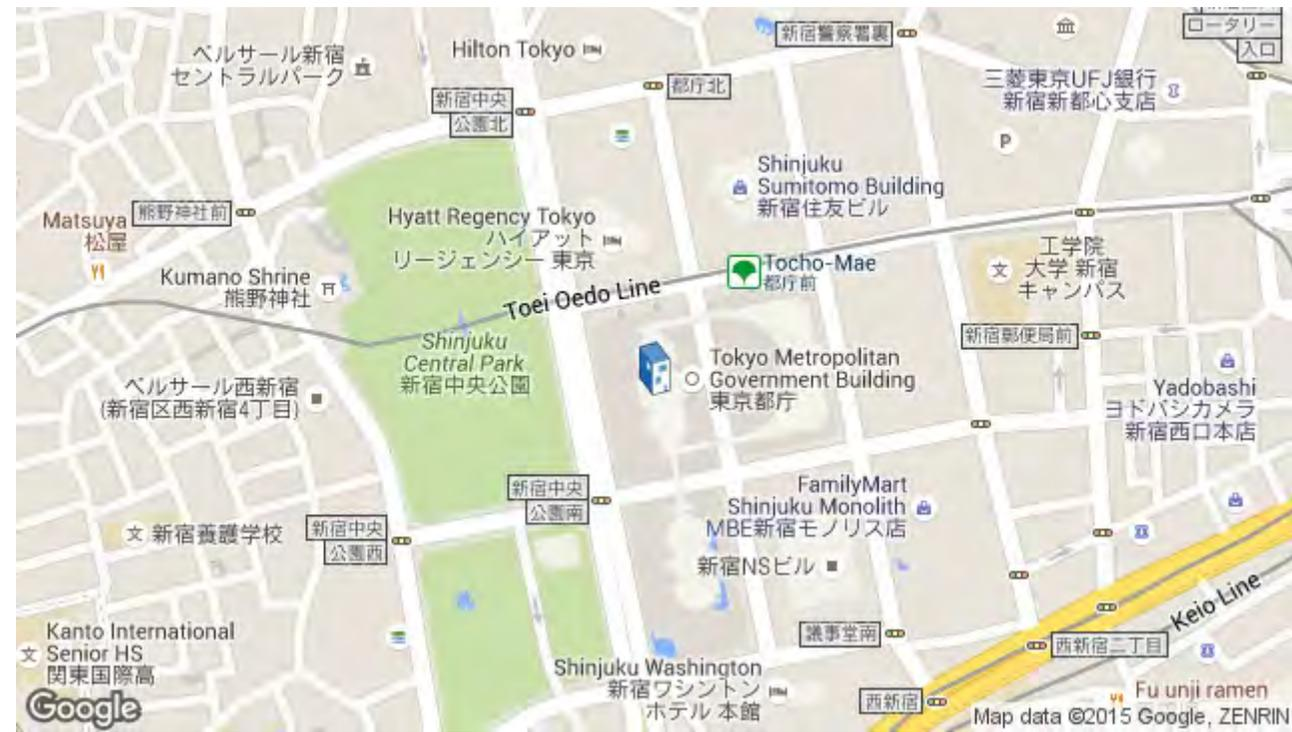 ベルサール新宿
セントラルパーク
Hilton Tokyo
新宿中央
公園北
都庁北
新宿警察署裏
ロータリー
入口
三菱東京UFJ銀行
新宿新都心支店
P
Shinjuku
Sumitomo Building
新宿住友ビル
Matsuya
松屋
熊野神社前
Hyatt Regency Tokyo
ハイアット
リージェンシー 東京
Kumano Shrine
熊野神社
Toei Oedo Line
Tocho-Mae
都庁前
文
工学院
大学 新宿
キャンパス
Shinjuku
Central Park
新宿中央公園
新宿郵便局前
Tokyo Metropolitan
Government Building
東京都庁
ベルサール西新宿
(新宿区西新宿4丁目)
Yadobashi
ヨドバシカメラ
新宿西口本店
新宿中央
公園南
FamilyMart
Shinjuku Monolith
MBE新宿モノリス店
文 新宿養護学校
新宿中央
公園西
新宿NSビル
Keio Line
Kanto International
文 Senior HS
関東国際高
議事堂南
西新宿二丁目
Shinjuku Washington
新宿ワシントン
ホテル 本館
西新宿
Fu unji ramen
Google
Map data ©2015 Google, ZENRIN